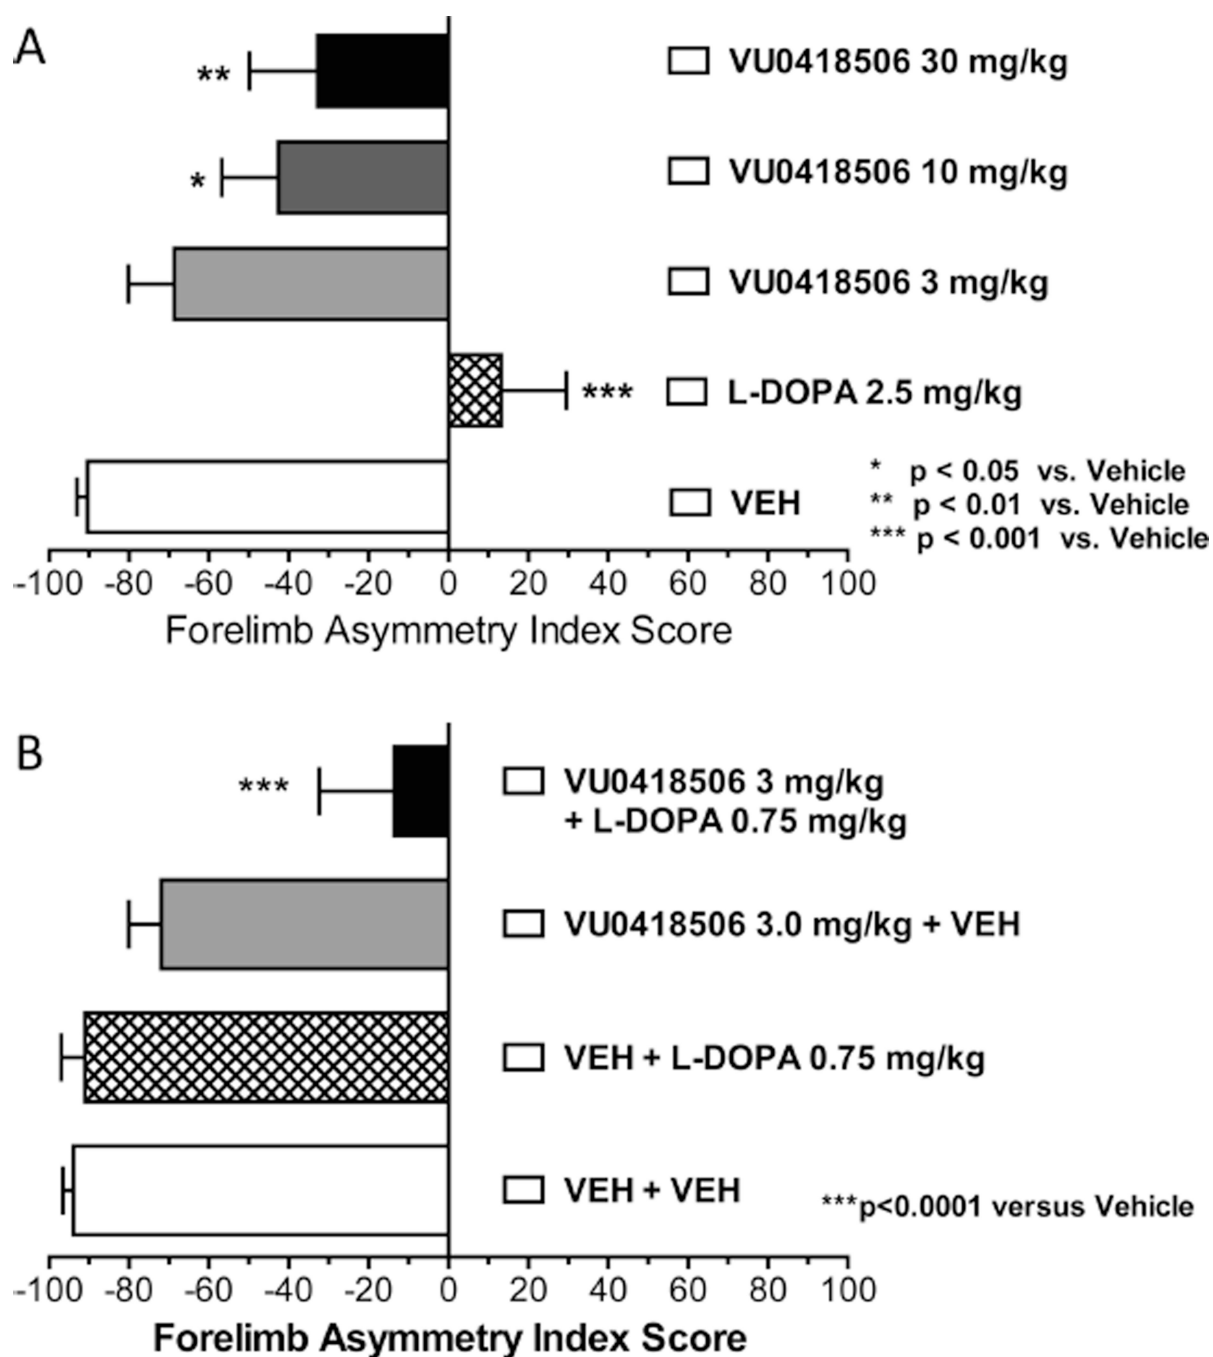 A
** VU0418506 30 mg/kg
* VU0418506 10 mg/kg
VU0418506 3 mg/kg
*** L-DOPA 2.5 mg/kg
VEH
* p < 0.05 vs. Vehicle
** p < 0.01 vs. Vehicle
*** p < 0.001 vs. Vehicle
-100 -80 -60 -40 -20 0 20 40 60 80 100
Forelimb Asymmetry Index Score
B
*** VU0418506 3 mg/kg
+ L-DOPA 0.75 mg/kg
VU0418506 3.0 mg/kg + VEH
VEH + L-DOPA 0.75 mg/kg
VEH + VEH
***p<0.0001 versus Vehicle
-100 -80 -60 -40 -20 0 20 40 60 80 100
Forelimb Asymmetry Index Score